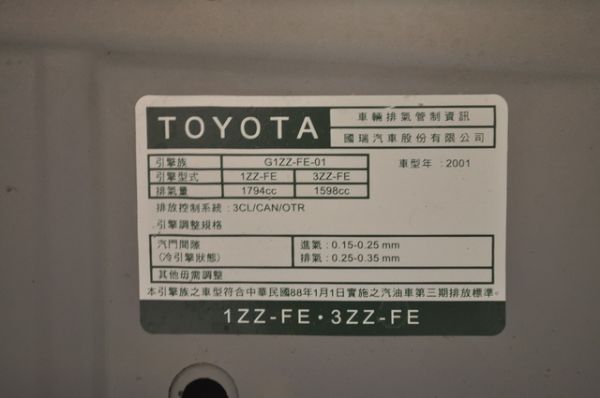 TOYOTA
車輛排氣管制資訊
國瑞汽車股份有限公司
引擎族 G1ZZ-FE-01 車型年：2001
引擎型式 1ZZ-FE 3ZZ-FE
排氣量 1794cc 1598cc
排放控制系統：3CL/CAN/OTR
引擎調整規格
汽門間隙 進氣：0.15-0.25 mm
(冷引擎狀態) 排氣：0.25-0.35 mm
其他毋需調整
本引擎族之車型符合中華民國88年1月1日實施之汽油車第三期排放標準。
1ZZ-FE・3ZZ-FE